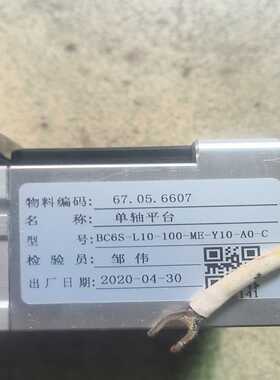 物料编码: 67.05.6607
名称: 单轴平台
型号: BC6S-L10-100-ME-Y10-A0-C
检验员: 邹伟
出厂日期: 2020-04-30
141